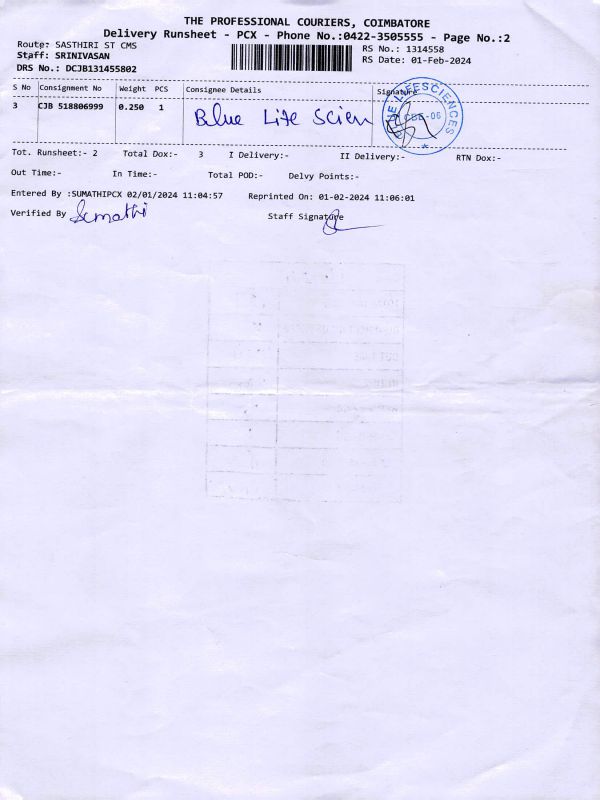 THE PROFESSIONAL COURIERS, COIMBATORE
Delivery Runsheet - PCX - Phone No.:0422-3505555 - Page No.:2
Route: SASTHIRI ST CMS
RS No.: 1314558
Staff: SRINIVASAN
RS Date: 01-Feb-2024
DRS No.: DCJB131455802
S No Consignment No Weight PCS Consignee Details Signature
3 CJB 518806999 0.250 1 Blue Life Scien
LIFESCIENCES
CBE-06
Tot. Runsheet:- 2 Total Dox:- 3 I Delivery:- II Delivery:- RTN Dox:-
Out Time:- In Time:- Total POD:- Delvy Points:-
Entered By :SUMATHIPCX 02/01/2024 11:04:57 Reprinted On: 01-02-2024 11:06:01
Verified By Sumathi Staff Signature